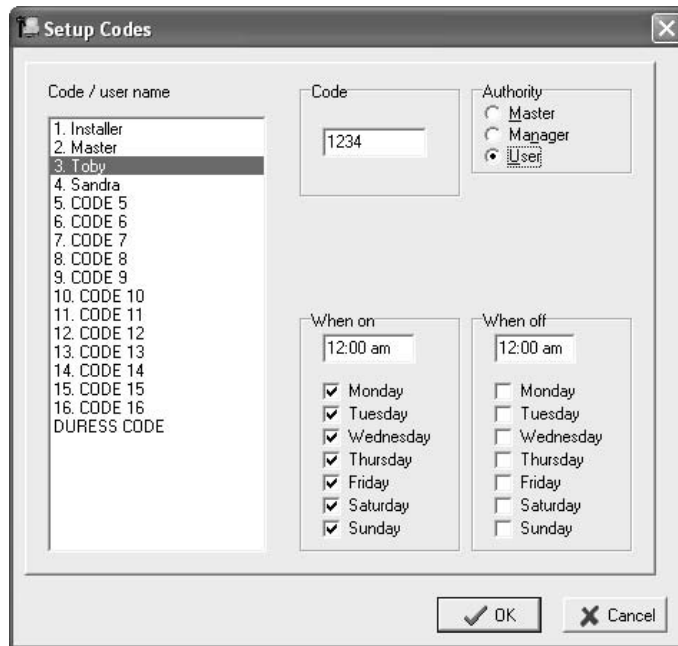 Setup Codes
Code / user name
1. Installer
2. Master
3. Toby
4. Sandra
5. CODE 5
6. CODE 6
7. CODE 7
8. CODE 8
9. CODE 9
10. CODE 10
11. CODE 11
12. CODE 12
13. CODE 13
14. CODE 14
15. CODE 15
16. CODE 16
DURESS CODE
Code
1234
Authority
Master
Manager
User
When on
12:00 am
Monday
Tuesday
Wednesday
Thursday
Friday
Saturday
Sunday
When off
12:00 am
Monday
Tuesday
Wednesday
Thursday
Friday
Saturday
Sunday
OK
Cancel